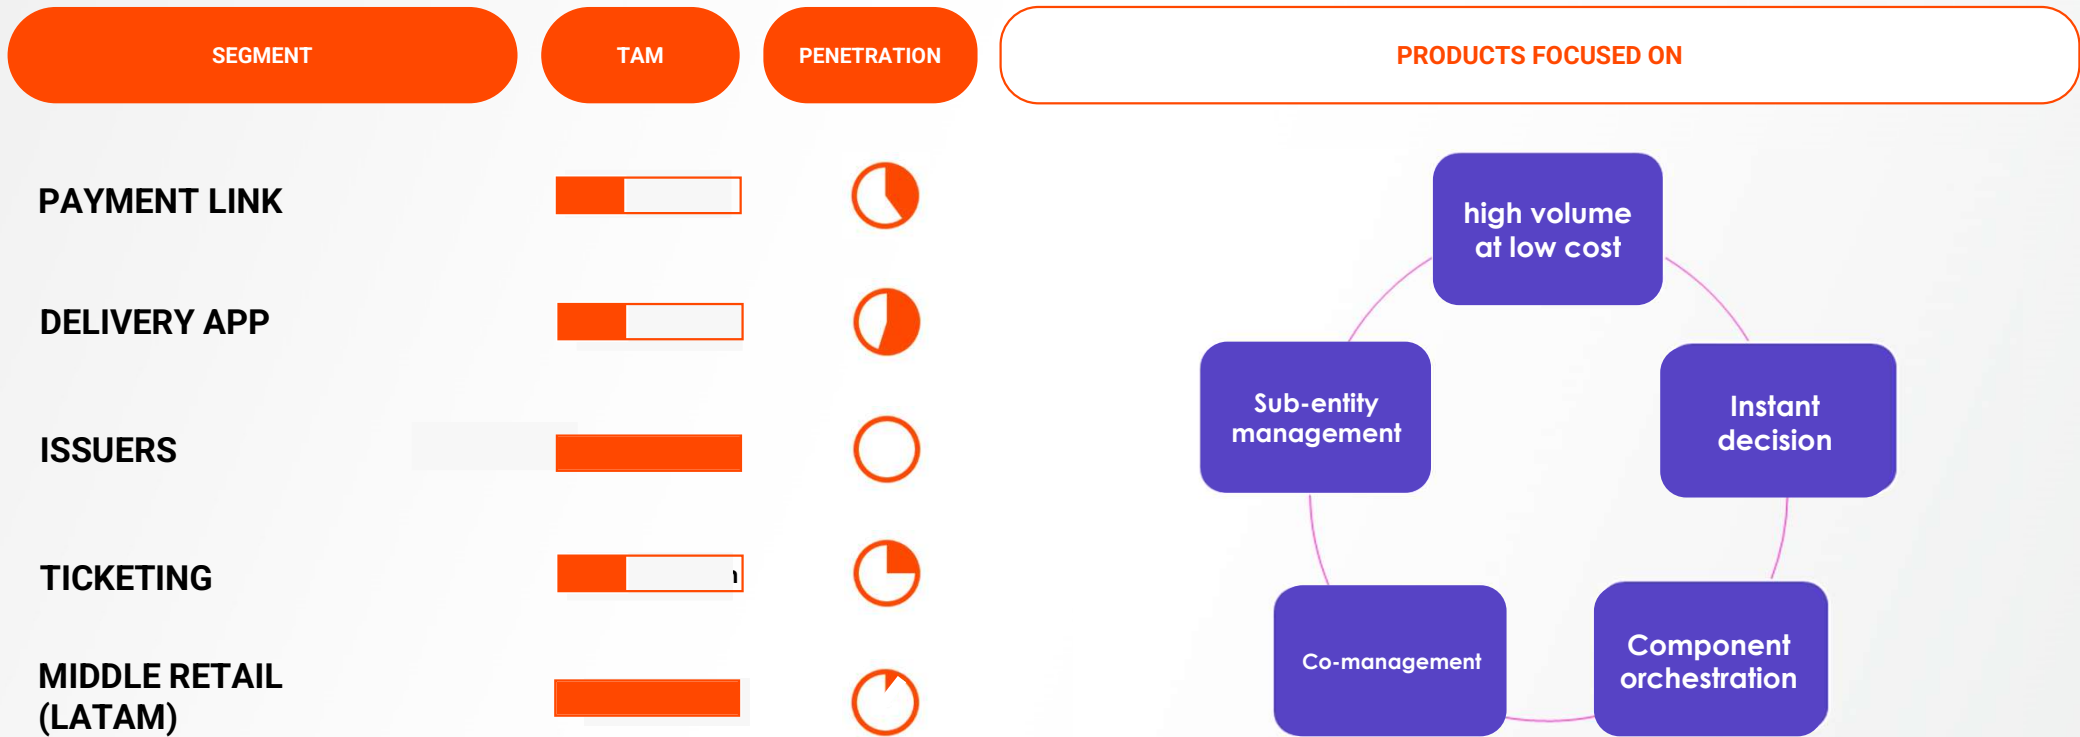 SEGMENT
TAM
PENETRATION
PRODUCTS FOCUSED ON
PAYMENT LINK
DELIVERY APP
ISSUERS
TICKETING
MIDDLE RETAIL
(LATAM)
high volume
at low cost
Sub-entity
management
Instant
decision
Co-management
Component
orchestration